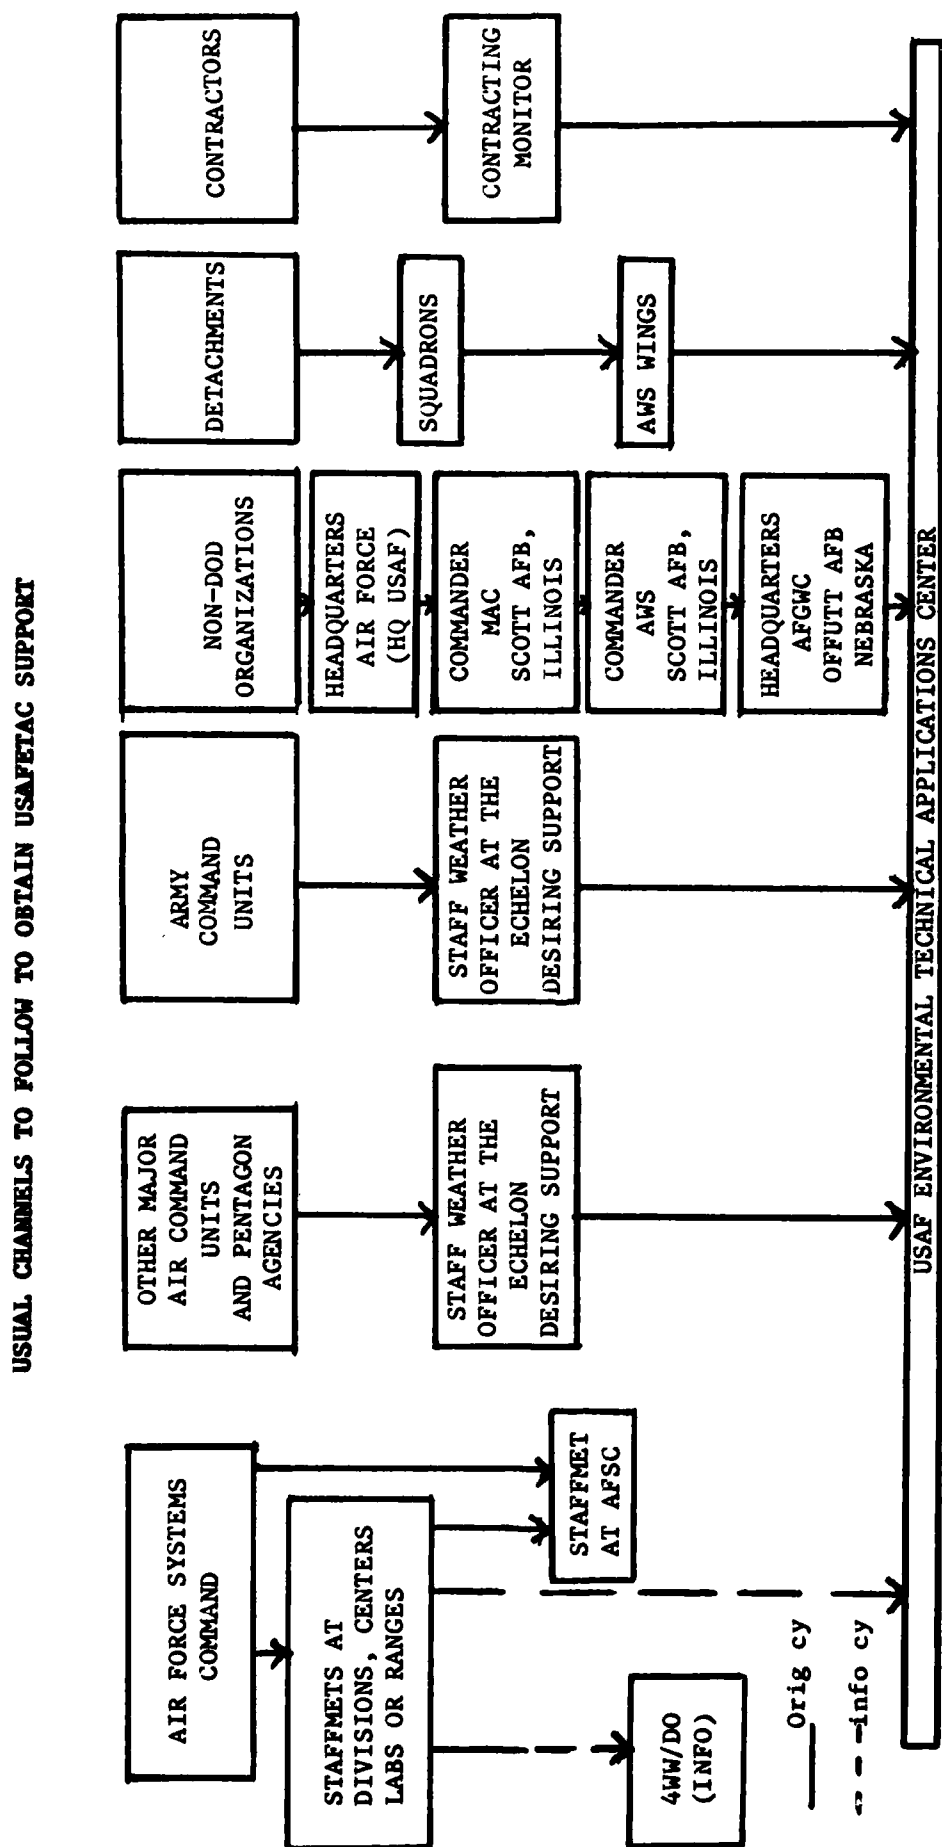 USUAL CHANNELS TO FOLLOW TO OBTAIN USAFETAC SUPPORT
AIR FORCE SYSTEMS
COMMAND
STAFFMETS AT
DIVISIONS, CENTERS
LABS OR RANGES
STAFFMET
AT AFSC
4WW/DO
(INFO)
Orig cy
info cy
OTHER MAJOR
AIR COMMAND
UNITS
AND PENTAGON
AGENCIES
STAFF WEATHER
OFFICER AT THE
ECHELON
DESIRING SUPPORT
ARMY
COMMAND
UNITS
STAFF WEATHER
OFFICER AT THE
ECHELON
DESIRING SUPPORT
NON-DOD
ORGANIZATIONS
HEADQUARTERS
AIR FORCE
(HQ USAF)
COMMANDER
MAC
SCOTT AFB,
ILLINOIS
COMMANDER
AWS
SCOTT AFB,
ILLINOIS
HEADQUARTERS
AFGWC
OFFUTT AFB
NEBRASKA
DETACHMENTS
SQUADRONS
AWS WINGS
CONTRACTORS
CONTRACTING
MONITOR
USAF ENVIRONMENTAL TECHNICAL APPLICATIONS CENTER